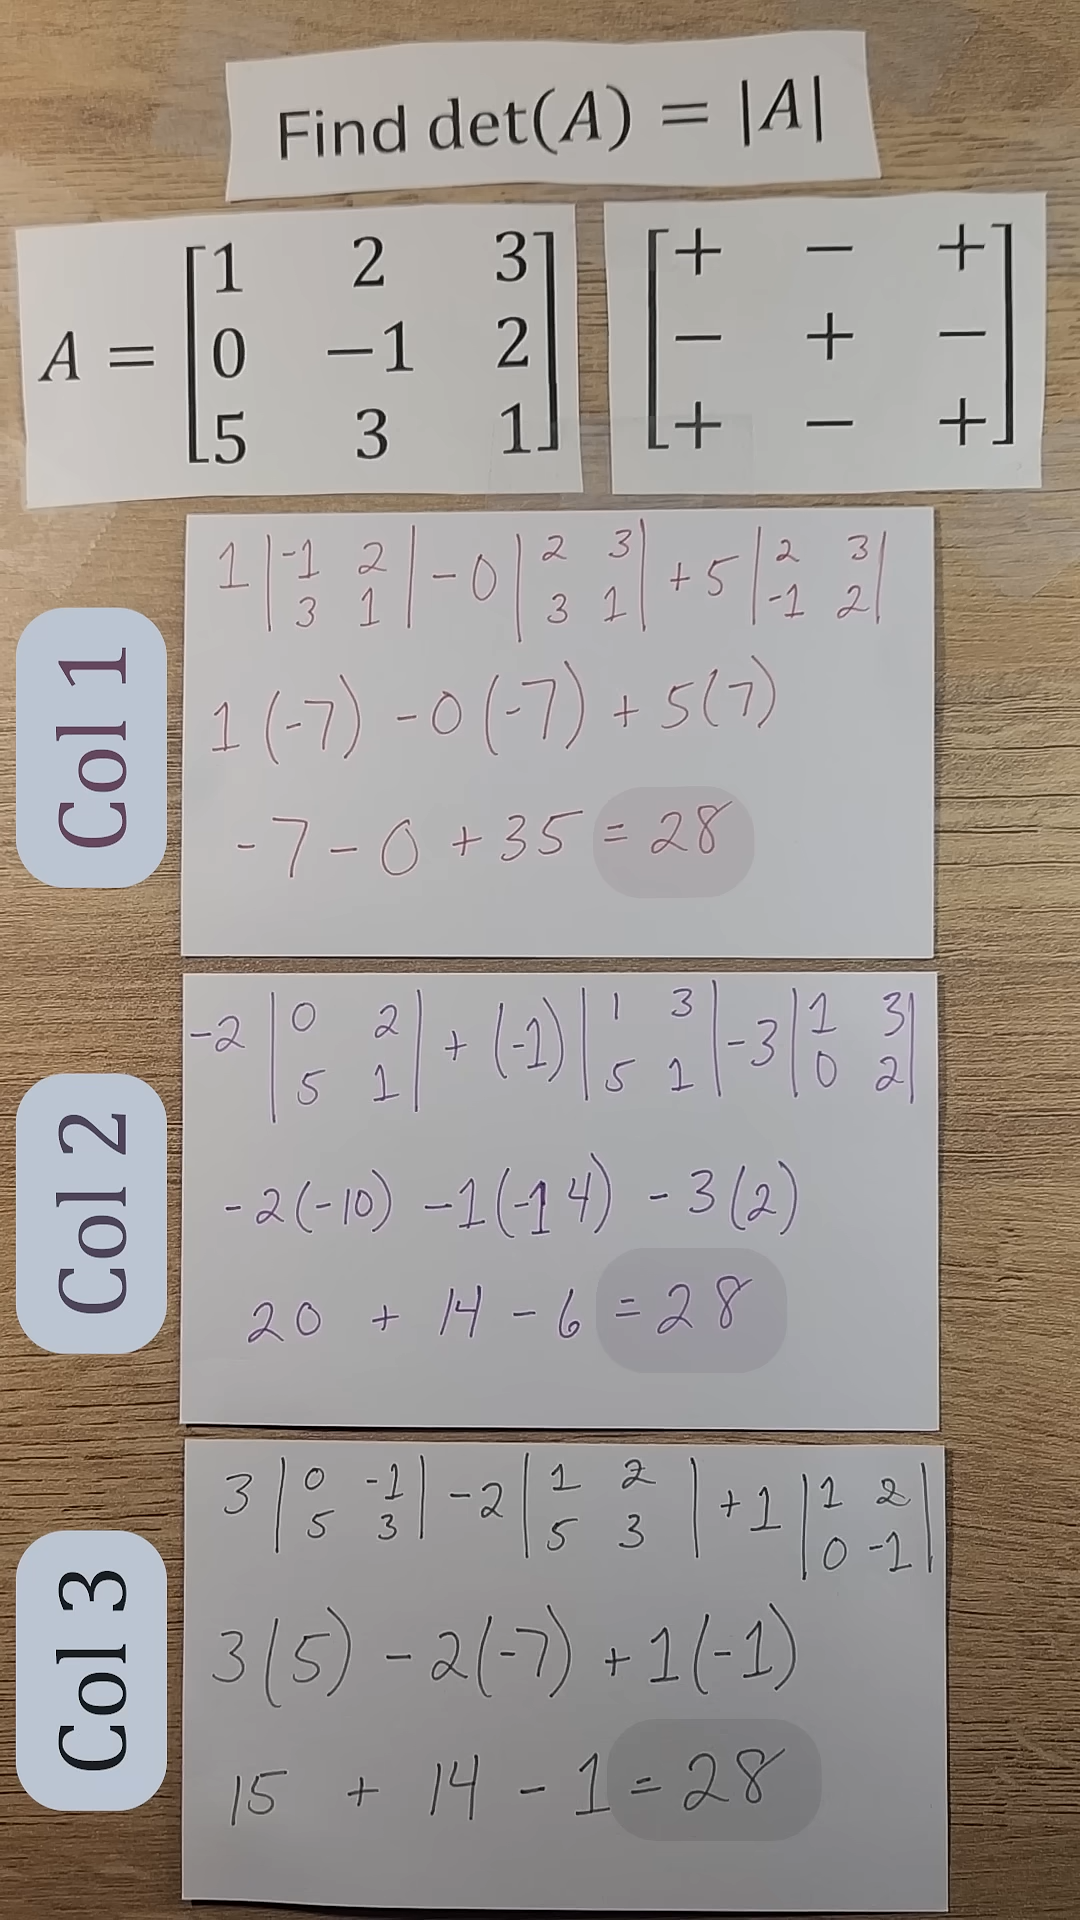 Find det(A) = |A|
A = [1 2 3
0 −1 2
5 3 1]
[+ − +
− + −
+ − +]
Col 1
1 |-1 2| - 0 |2 3| + 5 |2 3|
|3 1| |3 1| |-1 2|
1 (-7) - 0 (-7) + 5(7)
-7 - 0 + 35 = 28
Col 2
-2 |0 2| + (-1) |1 3| - 3 |1 3|
|5 1| |5 1| |0 2|
-2(-10) -1(-14) - 3(2)
20 + 14 - 6 = 28
Col 3
3 |0 -1| - 2 |1 2| + 1 |1 2|
|5 3| |5 3| |0 -1|
3(5) - 2(-7) + 1(-1)
15 + 14 - 1 = 28